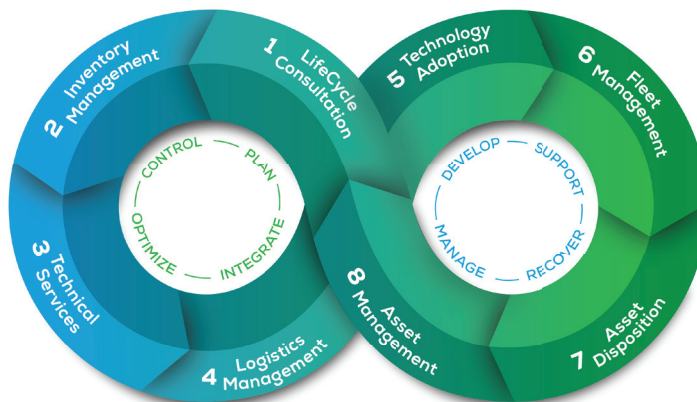 1 LifeCycle
Consultation
2 Inventory
Management
3 Technical
Services
4 Logistics
Management
5 Technology
Adoption
6 Fleet
Management
7 Asset
Disposition
8 Asset
Management
CONTROL
PLAN
OPTIMIZE
INTEGRATE
DEVELOP
SUPPORT
MANAGE
RECOVER